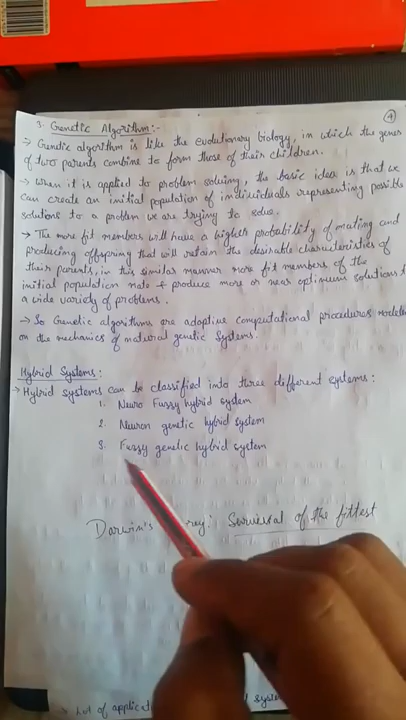 4
3. Genetic Algorithm:-
→ Genetic algorithm is like the evolutionary biology, in which the genes
of two parents combine to form those of their children.
→ When it is applied to problem solving, the basic idea is that we
can create an initial population of individuals representing possible
solutions to a problem we are trying to solve.
→ The more fit members will have a higher probability of mating and
producing offspring that will retain the desirable characteristics of
their parents, in this similar manner more fit members of the
initial population mate & produce more or near optimum solutions t
a wide variety of problems.
→ So Genetic algorithms are adaptive computational procedures modele
on the mechanics of natural genetic systems.
Hybrid Systems:
→ Hybrid systems can be classified into three different systems:
1. Neuro Fuzzy hybrid system
2. Neuron genetic hybrid system
3. Fuzzy genetic hybrid system
Darwin's rey: Survival of the fittest
lot of applicat syste